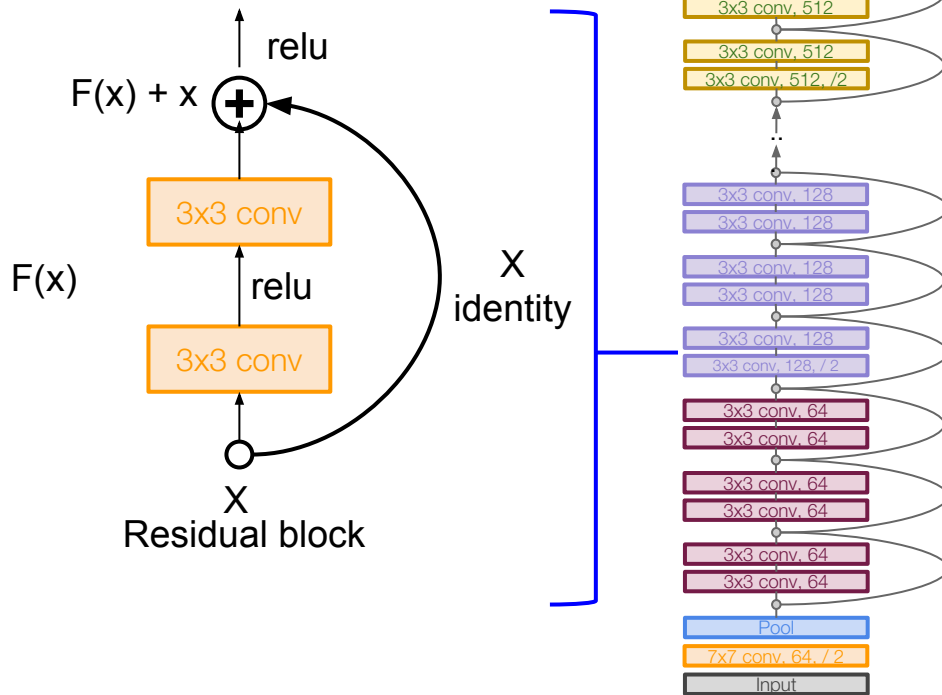 relu
F(x) + x
3x3 conv
F(x)
relu
X
identity
3x3 conv
X
Residual block
3x3 conv, 512
3x3 conv, 512
3x3 conv, 512, /2
..
3x3 conv, 128
3x3 conv, 128
3x3 conv, 128
3x3 conv, 128
3x3 conv, 128
3x3 conv, 128, / 2
3x3 conv, 64
3x3 conv, 64
3x3 conv, 64
3x3 conv, 64
3x3 conv, 64
3x3 conv, 64
Pool
7x7 conv, 64, / 2
Input